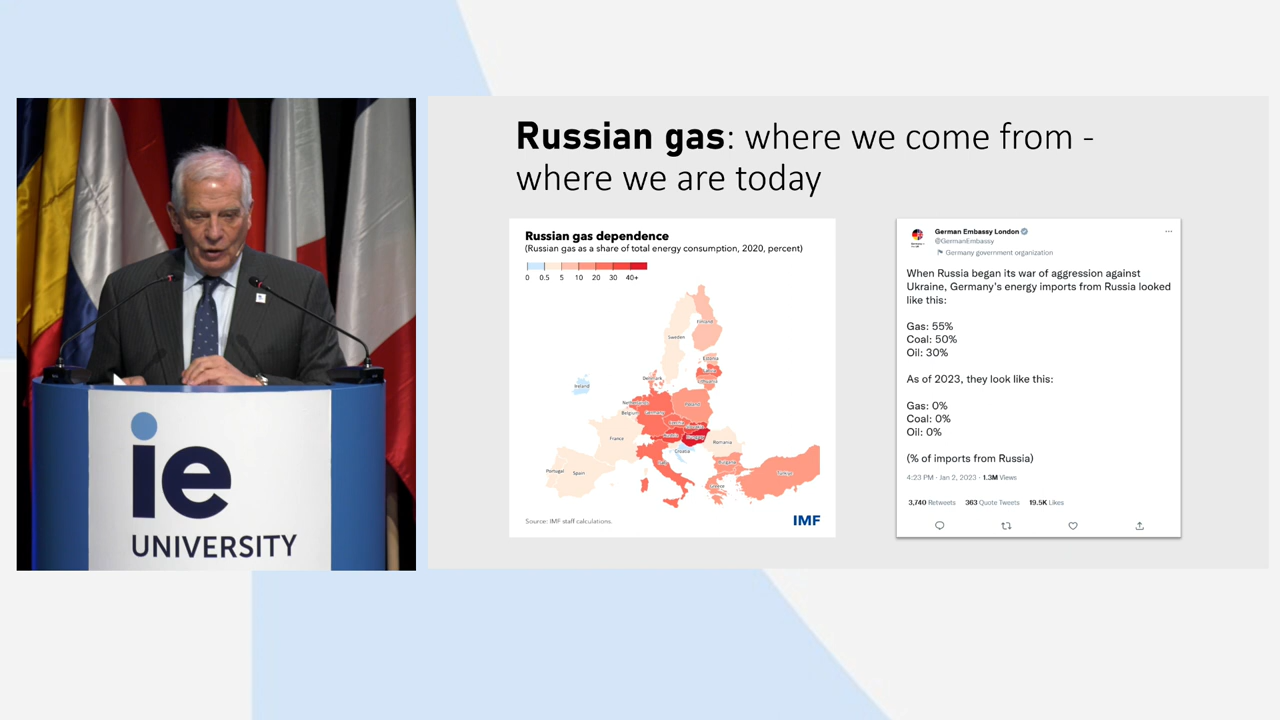 Russian gas: where we come from -
where we are today
Russian gas dependence
(Russian gas as a share of total energy consumption, 2020, percent)
0 0.5 5 10 20 30 40+
Finland
Sweden
Estonia
Latvia
Lithuania
Denmark
Ireland
Netherlands
Poland
Belgium
Germany
Czechia
Slovakia
Austria
Hungary
France
Romania
Croatia
Italy
Bulgaria
Portugal
Spain
Türkiye
Greece
Source: IMF staff calculations.
IMF
German Embassy London
@GermanEmbassy
Germany government organization
When Russia began its war of aggression against
Ukraine, Germany's energy imports from Russia looked
like this:
Gas: 55%
Coal: 50%
Oil: 30%
As of 2023, they look like this:
Gas: 0%
Coal: 0%
Oil: 0%
(% of imports from Russia)
4:23 PM · Jan 2, 2023 · 1.3M Views
3,740 Retweets 363 Quote Tweets 19.5K Likes
ie
UNIVERSITY